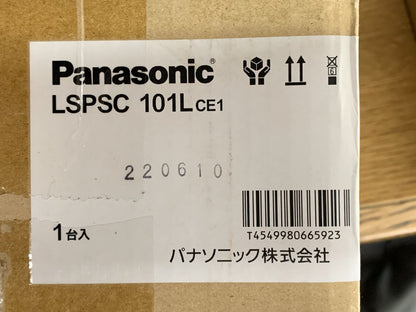 Panasonic®
LSPSC 101L CE1
220610
T4549980665923
1台入
パナソニック株式会社